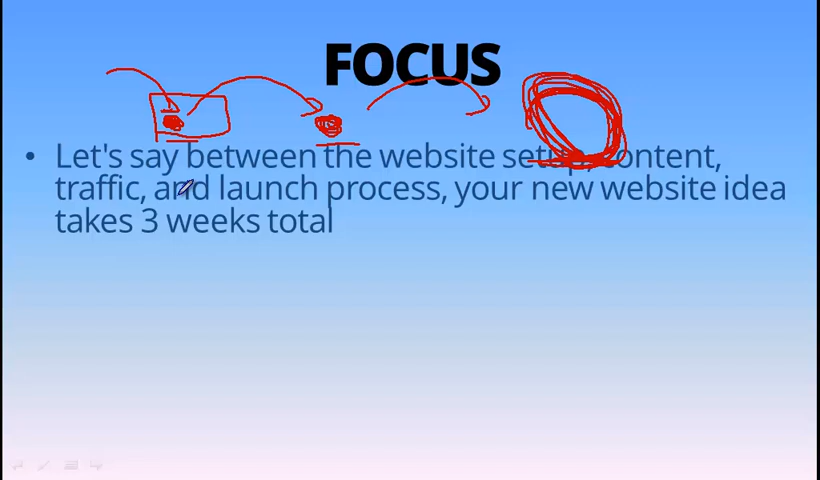 FOCUS
• Let's say between the website setup, content,
traffic, and launch process, your new website idea
takes 3 weeks total